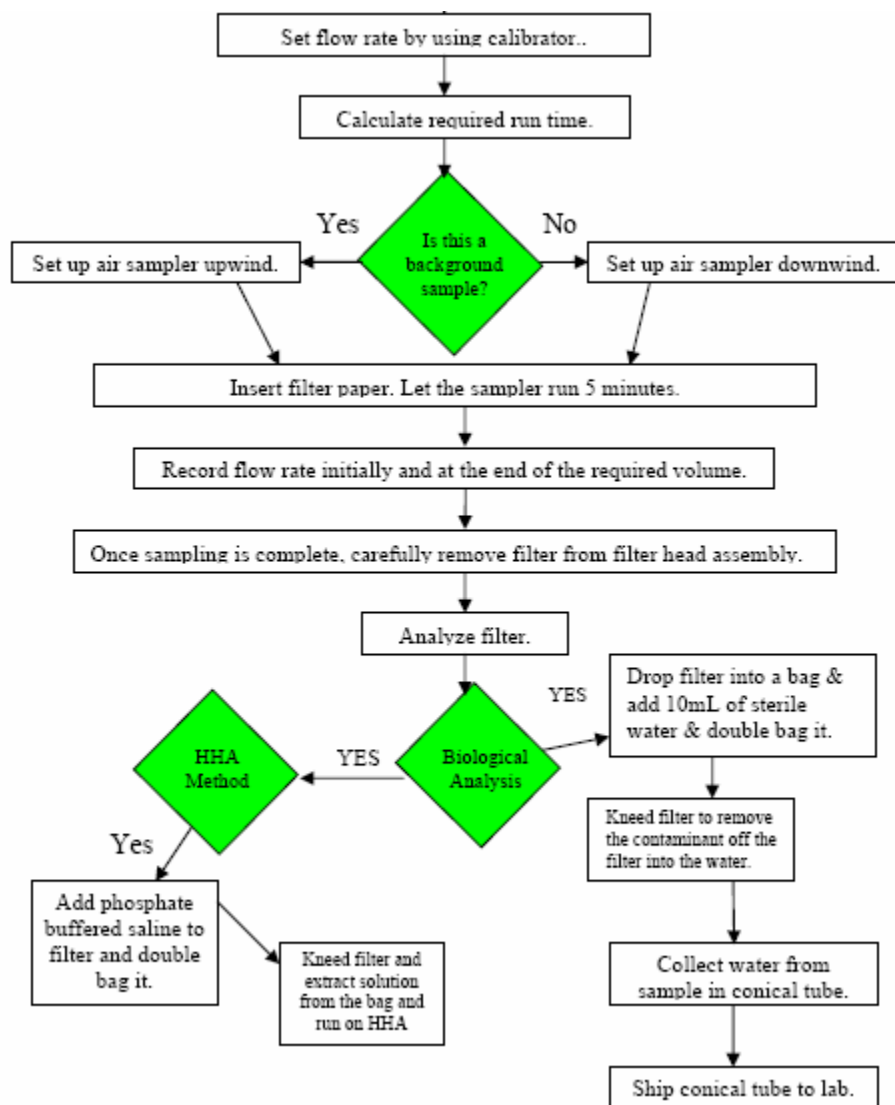 Set flow rate by using calibrator..
Calculate required run time.
Yes
No
Is this a
background
sample?
Set up air sampler upwind.
Set up air sampler downwind.
Insert filter paper. Let the sampler run 5 minutes.
Record flow rate initially and at the end of the required volume.
Once sampling is complete, carefully remove filter from filter head assembly.
Analyze filter.
YES
Drop filter into a bag &
add 10mL of sterile
water & double bag it.
HHA
Method
YES
Biological
Analysis
Kneed filter to remove
the contaminant off the
filter into the water.
Yes
Add phosphate
buffered saline to
filter and double
bag it.
Kneed filter and
extract solution
from the bag and
run on HHA
Collect water from
sample in conical tube.
Ship conical tube to lab.